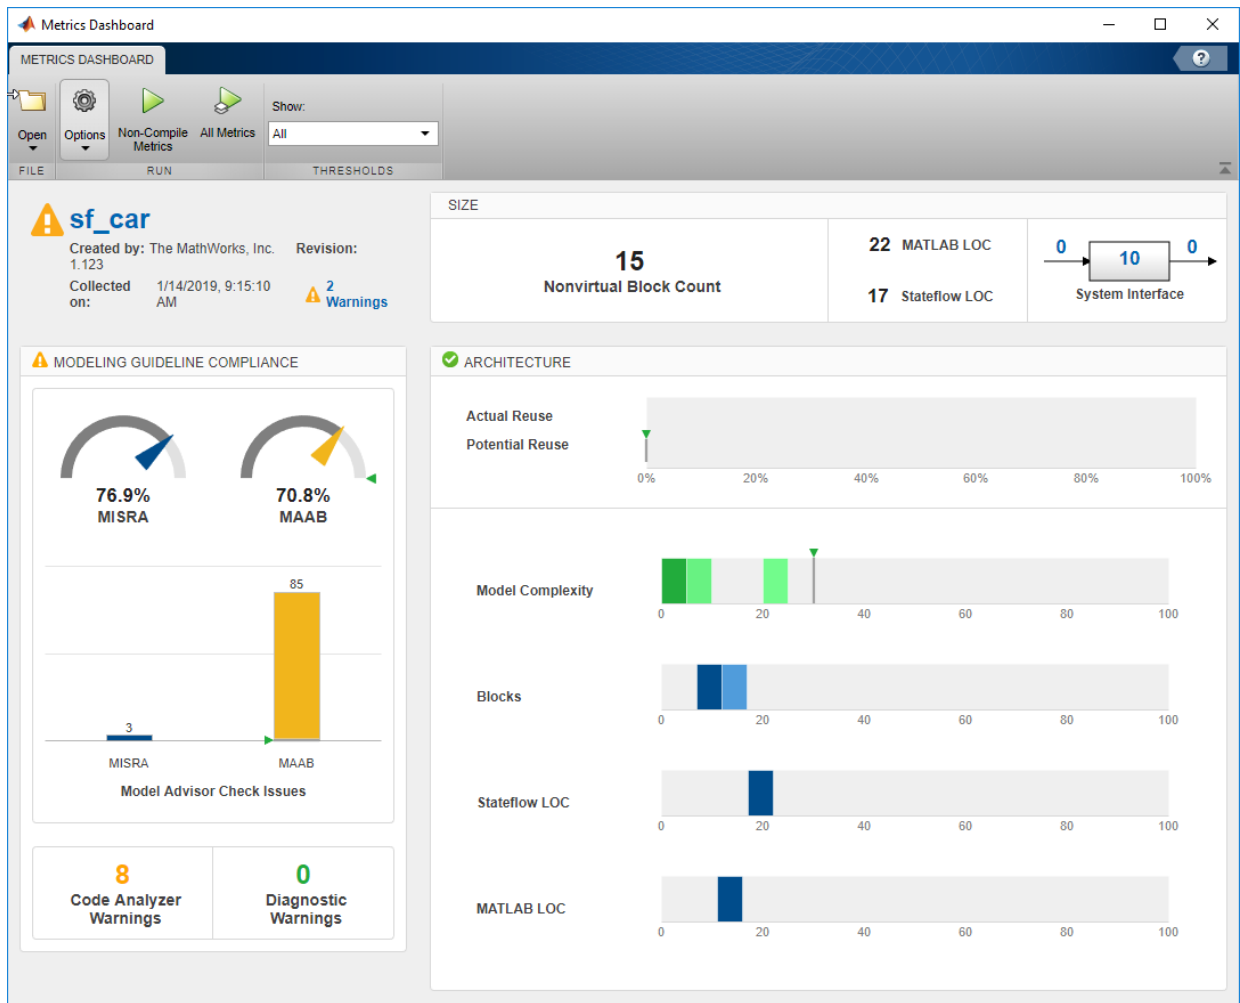 Metrics Dashboard
METRICS DASHBOARD
?
Open
Options
Non-Compile
Metrics
All Metrics
Show:
All
FILE
RUN
THRESHOLDS
sf_car
Created by: The MathWorks, Inc. Revision:
1.123
Collected 1/14/2019, 9:15:10
on: AM
2
Warnings
SIZE
15
Nonvirtual Block Count
22 MATLAB LOC
17 Stateflow LOC
0 10 0
System Interface
MODELING GUIDELINE COMPLIANCE
76.9%
MISRA
70.8%
MAAB
85
3
MISRA MAAB
Model Advisor Check Issues
8
Code Analyzer
Warnings
0
Diagnostic
Warnings
ARCHITECTURE
Actual Reuse
Potential Reuse
0% 20% 40% 60% 80% 100%
Model Complexity
0 20 40 60 80 100
Blocks
0 20 40 60 80 100
Stateflow LOC
0 20 40 60 80 100
MATLAB LOC
0 20 40 60 80 100